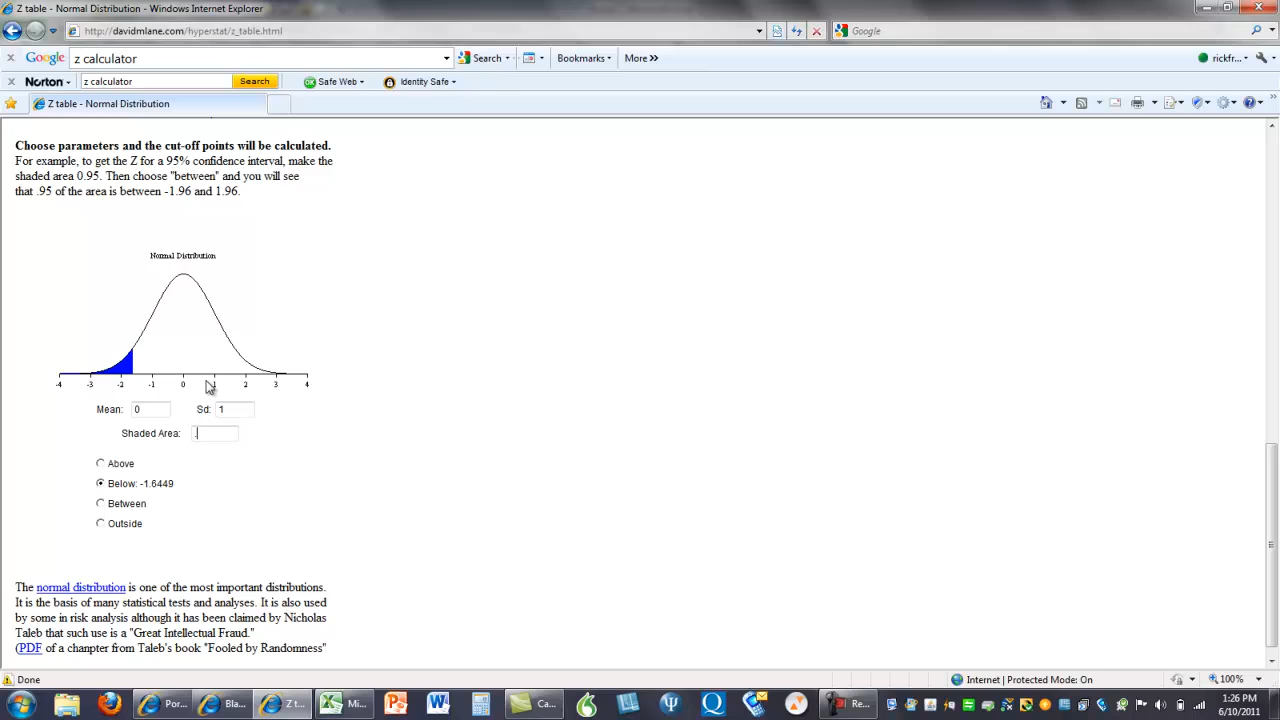 Z table - Normal Distribution - Windows Internet Explorer
http://davidmlane.com/hyperstat/z_table.html
Google
x Google z calculator Search Bookmarks More »
rickfr...
x Norton z calculator Search Safe Web Identity Safe
Z table - Normal Distribution
Choose parameters and the cut-off points will be calculated.
For example, to get the Z for a 95% confidence interval, make the
shaded area 0.95. Then choose "between" and you will see
that .95 of the area is between -1.96 and 1.96.
Normal Distribution
-4 -3 -2 -1 0 1 2 3 4
Mean: 0 Sd: 1
Shaded Area: .
Above
Below: -1.6449
Between
Outside
The normal distribution is one of the most important distributions.
It is the basis of many statistical tests and analyses. It is also used
by some in risk analysis although it has been claimed by Nicholas
Taleb that such use is a "Great Intellectual Fraud."
(PDF of a chanpter from Taleb's book "Fooled by Randomness"
Done
Internet | Protected Mode: On
100%
Por...
Bla...
Z t...
Mi...
Ca...
Re...
1:26 PM
6/10/2011